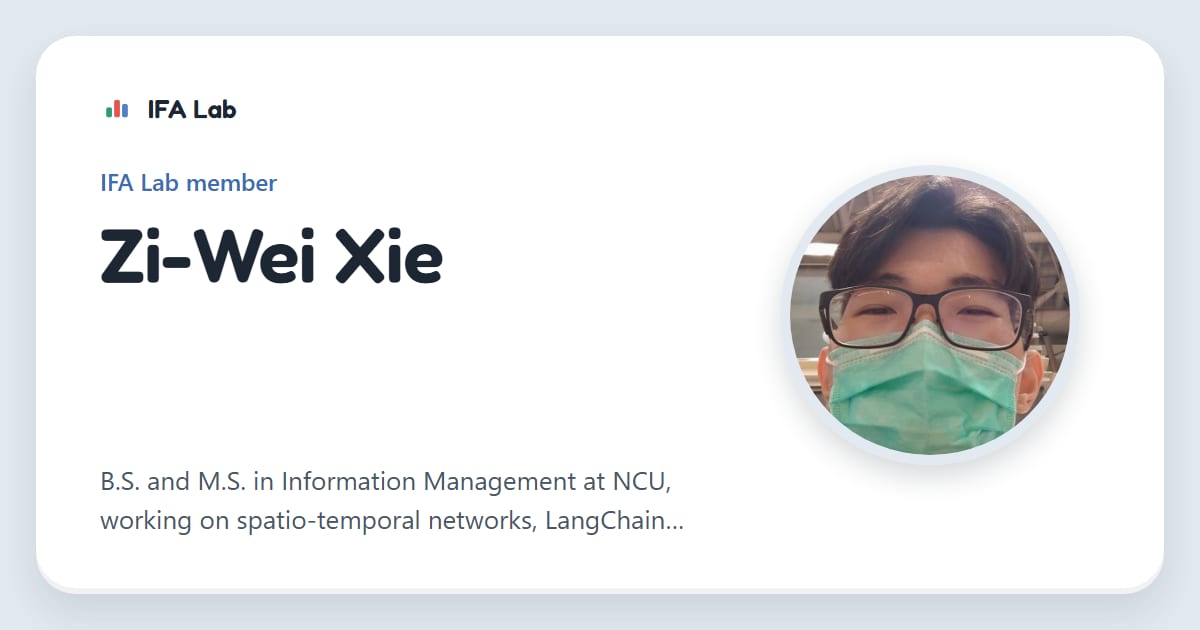 IFA Lab
IFA Lab member
Zi-Wei Xie
B.S. and M.S. in Information Management at NCU,
working on spatio-temporal networks, LangChain...